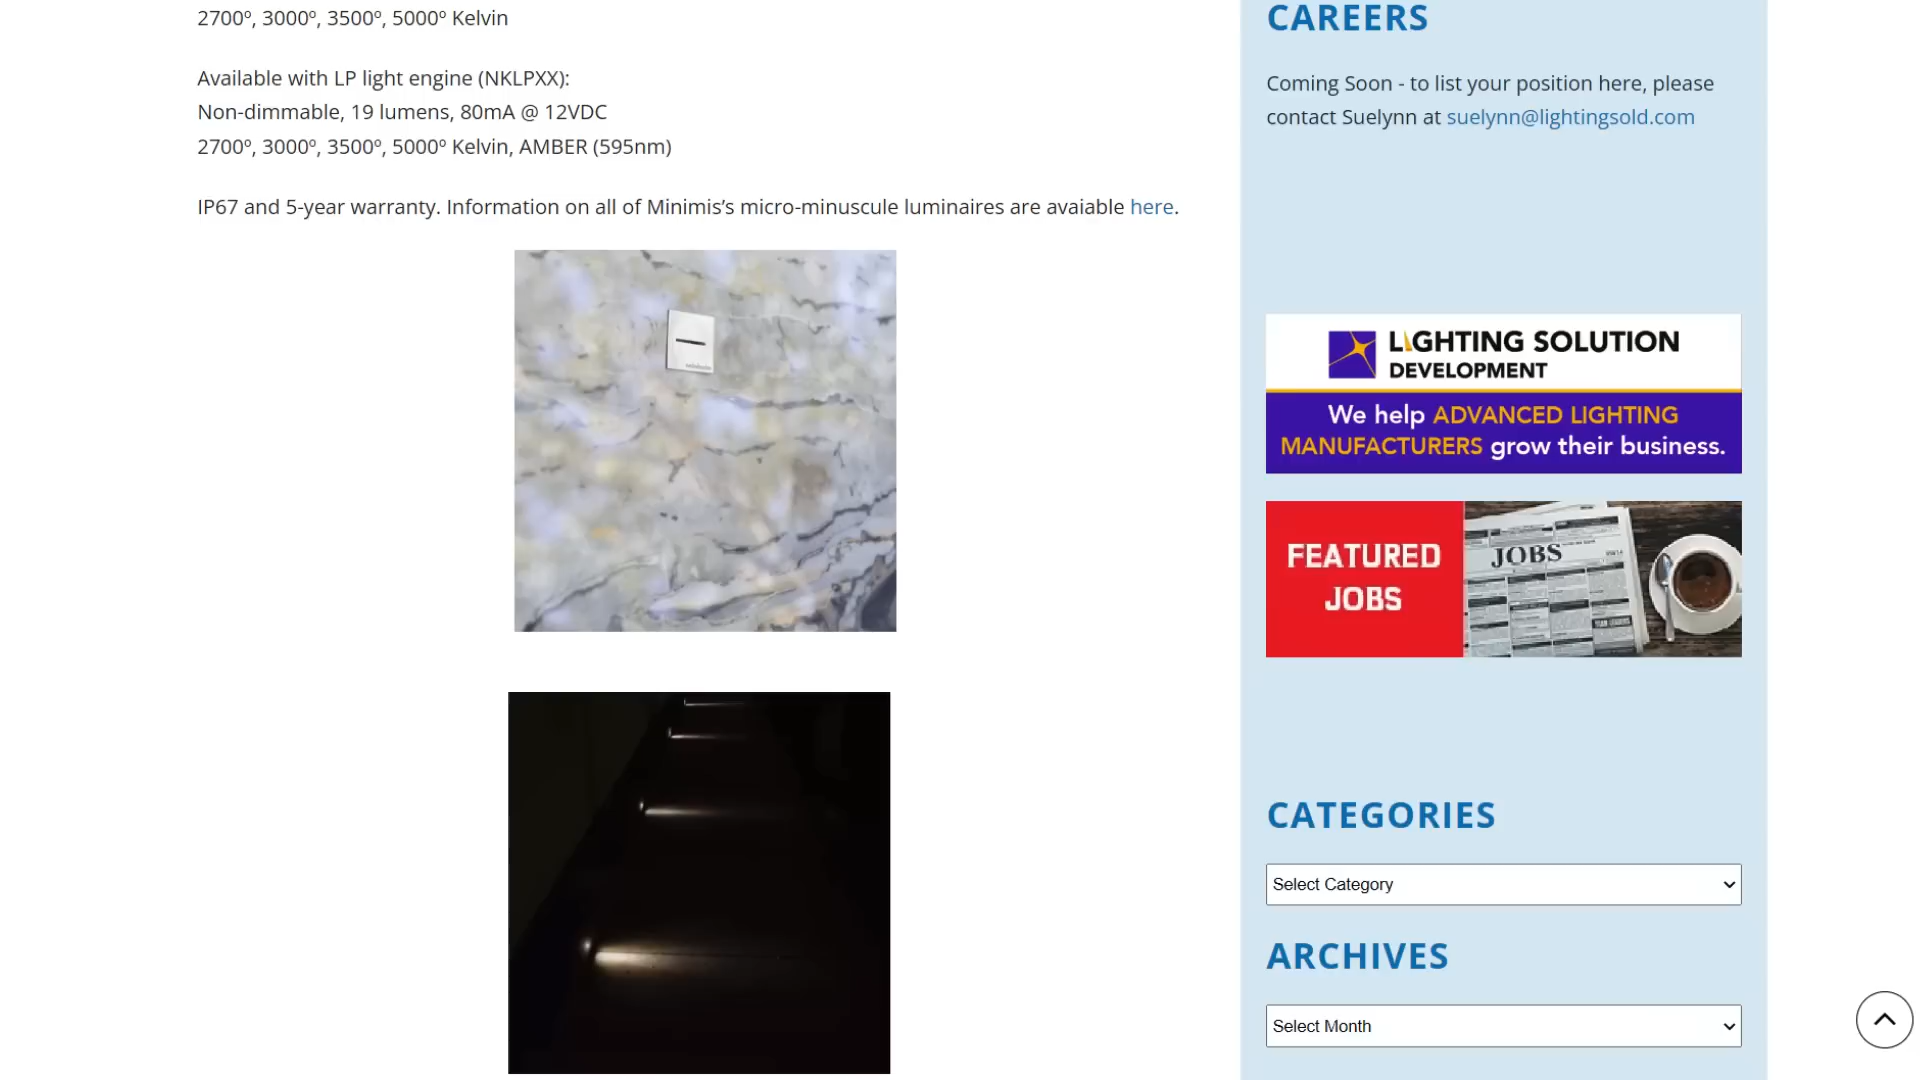 2700º, 3000º, 3500º, 5000º Kelvin
Available with LP light engine (NKLPXX):
Non-dimmable, 19 lumens, 80mA @ 12VDC
2700º, 3000º, 3500º, 5000º Kelvin, AMBER (595nm)
IP67 and 5-year warranty. Information on all of Minimis’s micro-minuscule luminaires are avaiable here.
CAREERS
Coming Soon - to list your position here, please
contact Suelynn at suelynn@lightingsold.com
LIGHTING SOLUTION
DEVELOPMENT
We help ADVANCED LIGHTING
MANUFACTURERS grow their business.
FEATURED
JOBS
JOBS
CATEGORIES
Select Category
ARCHIVES
Select Month